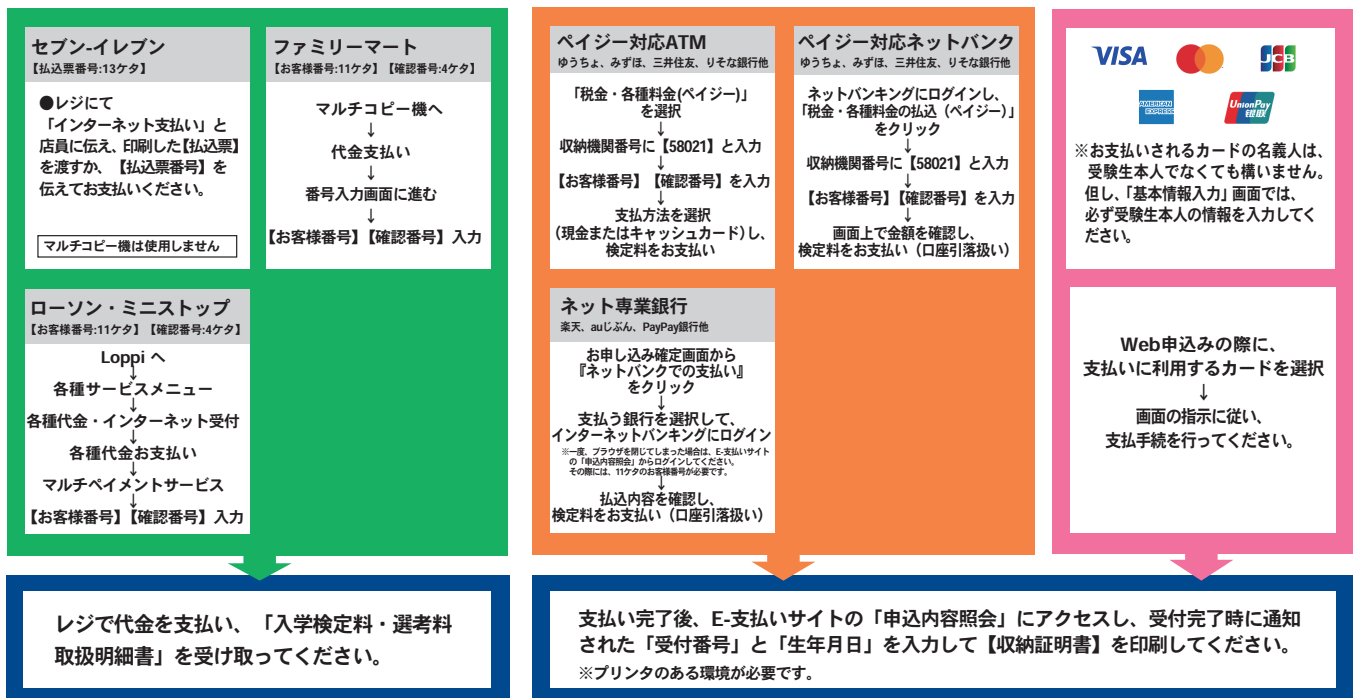 セブン-イレブン
【払込票番号:13ケタ】
●レジにて
「インターネット支払い」と
店員に伝え、印刷した【払込票】
を渡すか、【払込票番号】を
伝えてお支払いください。
マルチコピー機は使用しません
ファミリーマート
【お客様番号:11ケタ】【確認番号:4ケタ】
マルチコピー機へ
↓
代金支払い
↓
番号入力画面に進む
↓
【お客様番号】【確認番号】入力
ローソン・ミニストップ
【お客様番号:11ケタ】【確認番号:4ケタ】
Loppi へ
↓
各種サービスメニュー
↓
各種代金・インターネット受付
↓
各種代金お支払い
↓
マルチペイメントサービス
↓
【お客様番号】【確認番号】入力
ペイジー対応ATM
ゆうちょ、みずほ、三井住友、りそな銀行他
「税金・各種料金(ペイジー)」
を選択
↓
収納機関番号に【58021】と入力
↓
【お客様番号】【確認番号】を入力
↓
支払方法を選択
(現金またはキャッシュカード)し、
検定料をお支払い
ペイジー対応ネットバンク
ゆうちょ、みずほ、三井住友、りそな銀行他
ネットバンキングにログインし、
「税金・各種料金の払込（ペイジー）」
をクリック
↓
収納機関番号に【58021】と入力
↓
【お客様番号】【確認番号】を入力
↓
画面上で金額を確認し、
検定料をお支払い（口座引落扱い）
ネット専業銀行
楽天、auじぶん、PayPay銀行他
お申し込み確定画面から
『ネットバンクでの支払い』
をクリック
↓
支払う銀行を選択して、
インターネットバンキングにログイン
※一度、ブラウザを閉じてしまった場合は、E-支払いサイト
の「申込内容照会」からログインしてください。
その際には、11ケタのお客様番号が必要です。
↓
払込内容を確認し、
検定料をお支払い（口座引落扱い）
VISA
JCB
AMERICAN
EXPRESS
UnionPay
银联
※お支払いされるカードの名義人は、
受験生本人でなくても構いません。
但し、「基本情報入力」画面では、
必ず受験生本人の情報を入力してく
ださい。
Web申込みの際に、
支払いに利用するカードを選択
↓
画面の指示に従い、
支払手続を行ってください。
レジで代金を支払い、「入学検定料・選考料
取扱明細書」を受け取ってください。
支払い完了後、E-支払いサイトの「申込内容照会」にアクセスし、受付完了時に通知
された「受付番号」と「生年月日」を入力して【収納証明書】を印刷してください。
※プリンタのある環境が必要です。